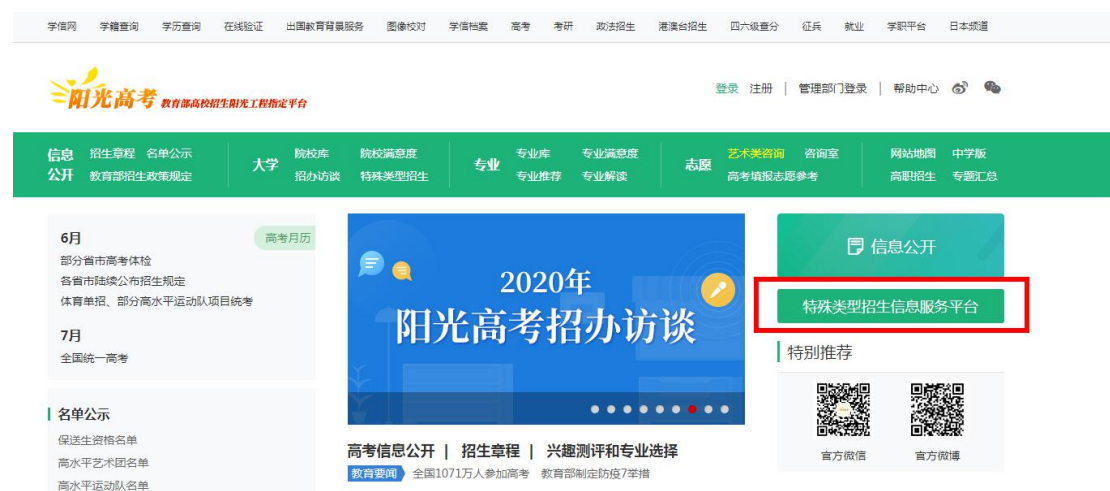 学信网 学籍查询 学历查询 在线验证 出国教育背景服务 图像校对 学信档案 高考 考研 政法招生 港澳台招生 四六级查分 征兵 就业 学职平台 日本频道
阳光高考 教育部高校招生阳光工程指定平台
登录 注册 | 管理部门登录 | 帮助中心
信息公开
招生章程 名单公示
教育部招生政策规定
大学
院校库 院校满意度
招办访谈 特殊类型招生
专业
专业库 专业满意度
专业推荐 专业解读
志愿
艺术类咨询 咨询室
高考填报志愿参考
网站地图 中学版
高职招生 专题汇总
6月 高考月历
部分省市高考体检
各省市陆续公布招生规定
体育单招、部分高水平运动队项目统考
7月
全国统一高考
名单公示
保送生资格名单
高水平艺术团名单
高水平运动队名单
2020年
阳光高考招办访谈
高考信息公开 | 招生章程 | 兴趣测评和专业选择
教育要闻 全国1071万人参加高考 教育部制定防疫7举措
信息公开
特殊类型招生信息服务平台
特别推荐
官方微信 官方微博